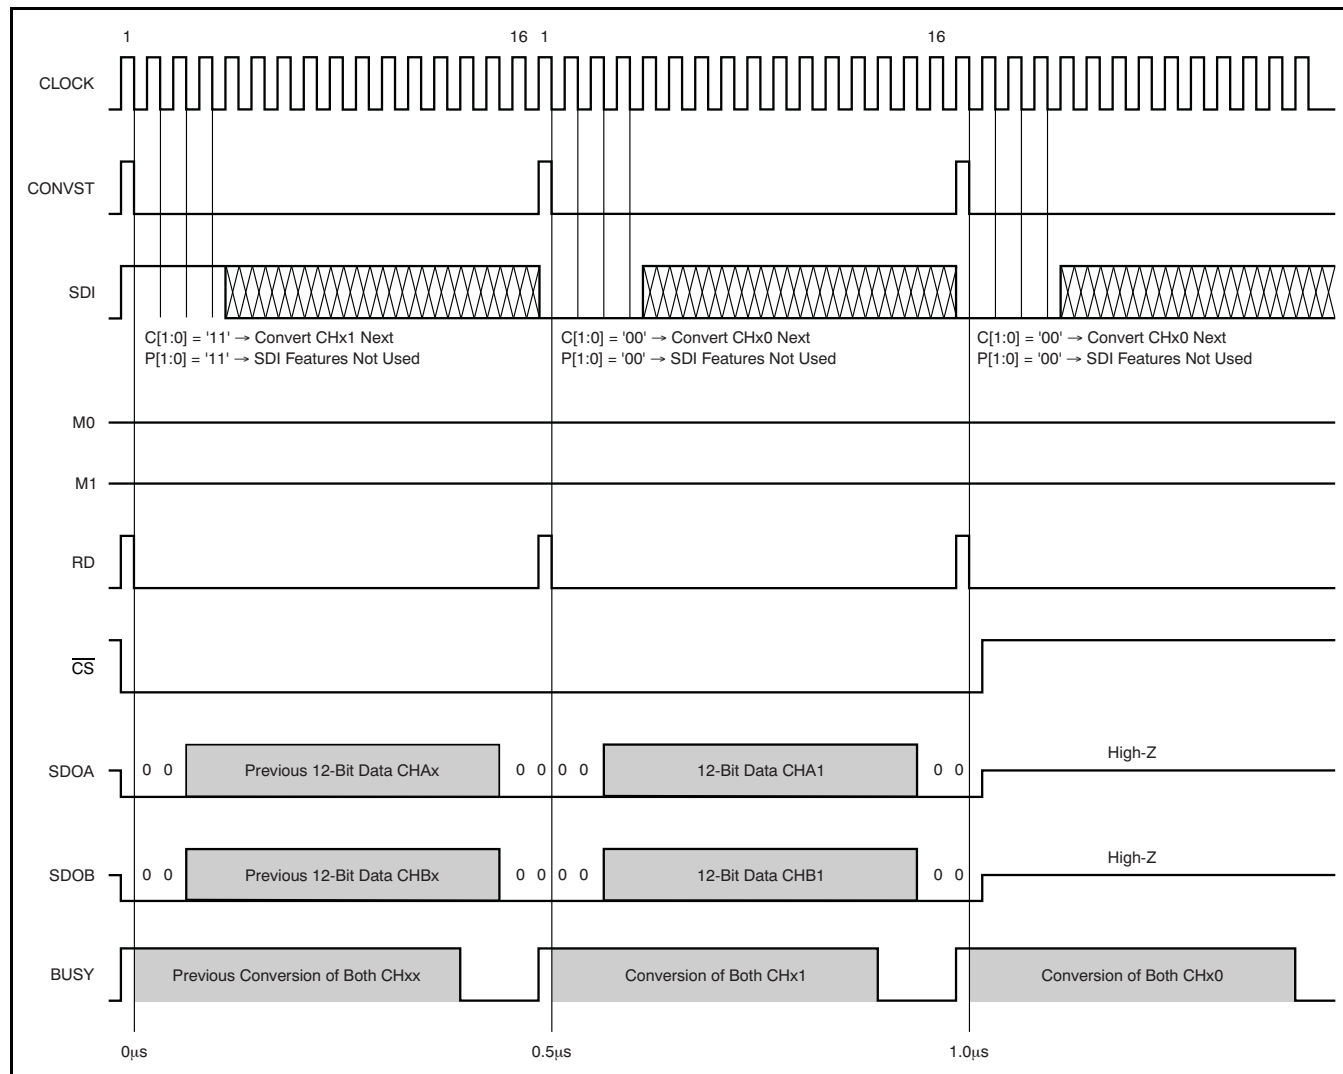 1 16 1 16
CLOCK
CONVST
SDI
C[1:0] = '11' → Convert CHx1 Next
P[1:0] = '11' → SDI Features Not Used
C[1:0] = '00' → Convert CHx0 Next
P[1:0] = '00' → SDI Features Not Used
C[1:0] = '00' → Convert CHx0 Next
P[1:0] = '00' → SDI Features Not Used
M0
M1
RD
CS
SDOA 0 0 Previous 12-Bit Data CHAx 0 0 0 0 12-Bit Data CHA1 0 0 High-Z
SDOB 0 0 Previous 12-Bit Data CHBx 0 0 0 0 12-Bit Data CHB1 0 0 High-Z
BUSY Previous Conversion of Both CHxx Conversion of Both CHx1 Conversion of Both CHx0
0μs 0.5μs 1.0μs